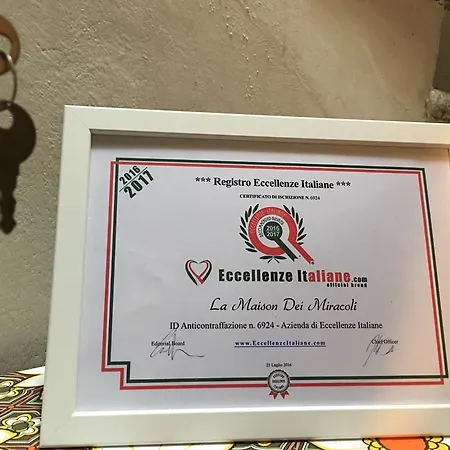 2016
2017
*** Registro Eccellenze Italiane ***
CERTIFICATO DI ISCRIZIONE N. 6924
2016
2017
Eccellenze Italiane.com
official brand
La Maison Dei Miracoli
ID Anticontraffazione n. 6924 - Azienda di Eccellenze Italiane
Editorial Board
www.EccellenzeItaliane.com
Chief Officer
21 Luglio 2016